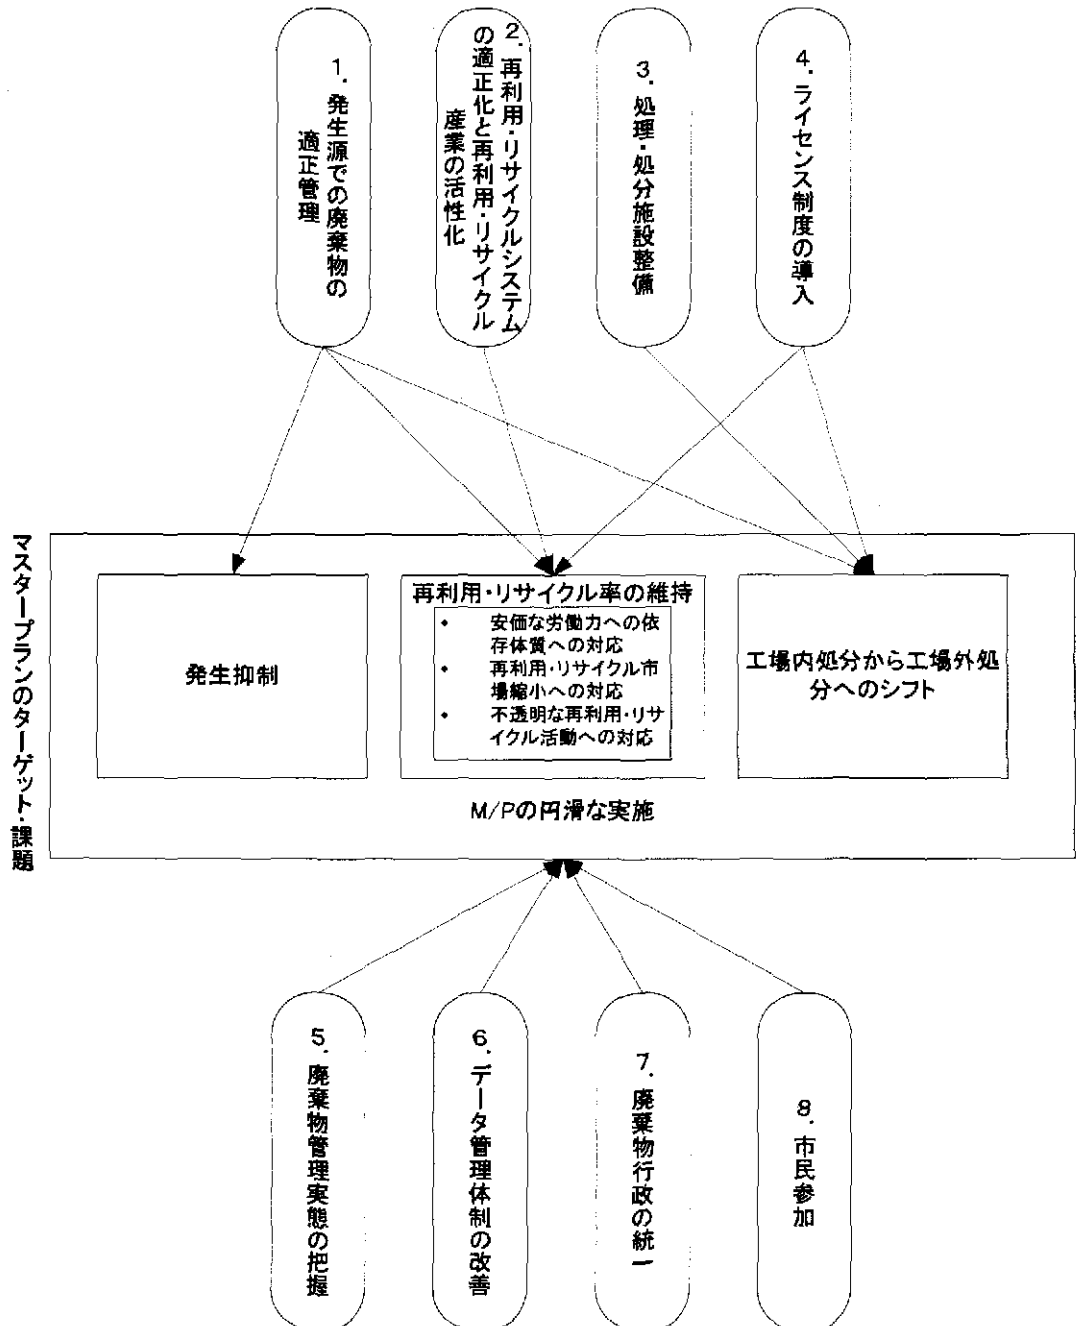 1. 発生源での廃棄物の
適正管理
2. 再利用・リサイクルシステム
の適正化と再利用・リサイクル
産業の活性化
3. 処理・処分施設整備
4. ライセンス制度の導入
マスタープランのターゲット・課題
発生抑制
再利用・リサイクル率の維持
• 安価な労働力への依
存体質への対応
• 再利用・リサイクル市
場縮小への対応
• 不透明な再利用・リサ
イクル活動への対応
工場内処分から工場外処
分へのシフト
M/Pの円滑な実施
5. 廃棄物管理実態の把握
6. データ管理体制の改善
7. 廃棄物行政の統一
8. 市民参加